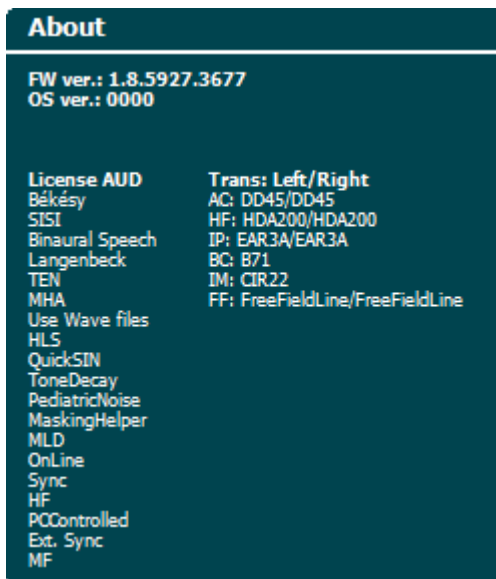 About
FW ver.: 1.8.5927.3677
OS ver.: 0000
License AUD
Békésy
SISI
Binaural Speech
Langenbeck
TEN
MHA
Use Wave files
HLS
QuickSIN
ToneDecay
PediatricNoise
MaskingHelper
MLD
OnLine
Sync
HF
PCControlled
Ext. Sync
MF
Trans: Left/Right
AC: DD45/DD45
HF: HDA200/HDA200
IP: EAR3A/EAR3A
BC: B71
IM: CIR22
FF: FreeFieldLine/FreeFieldLine